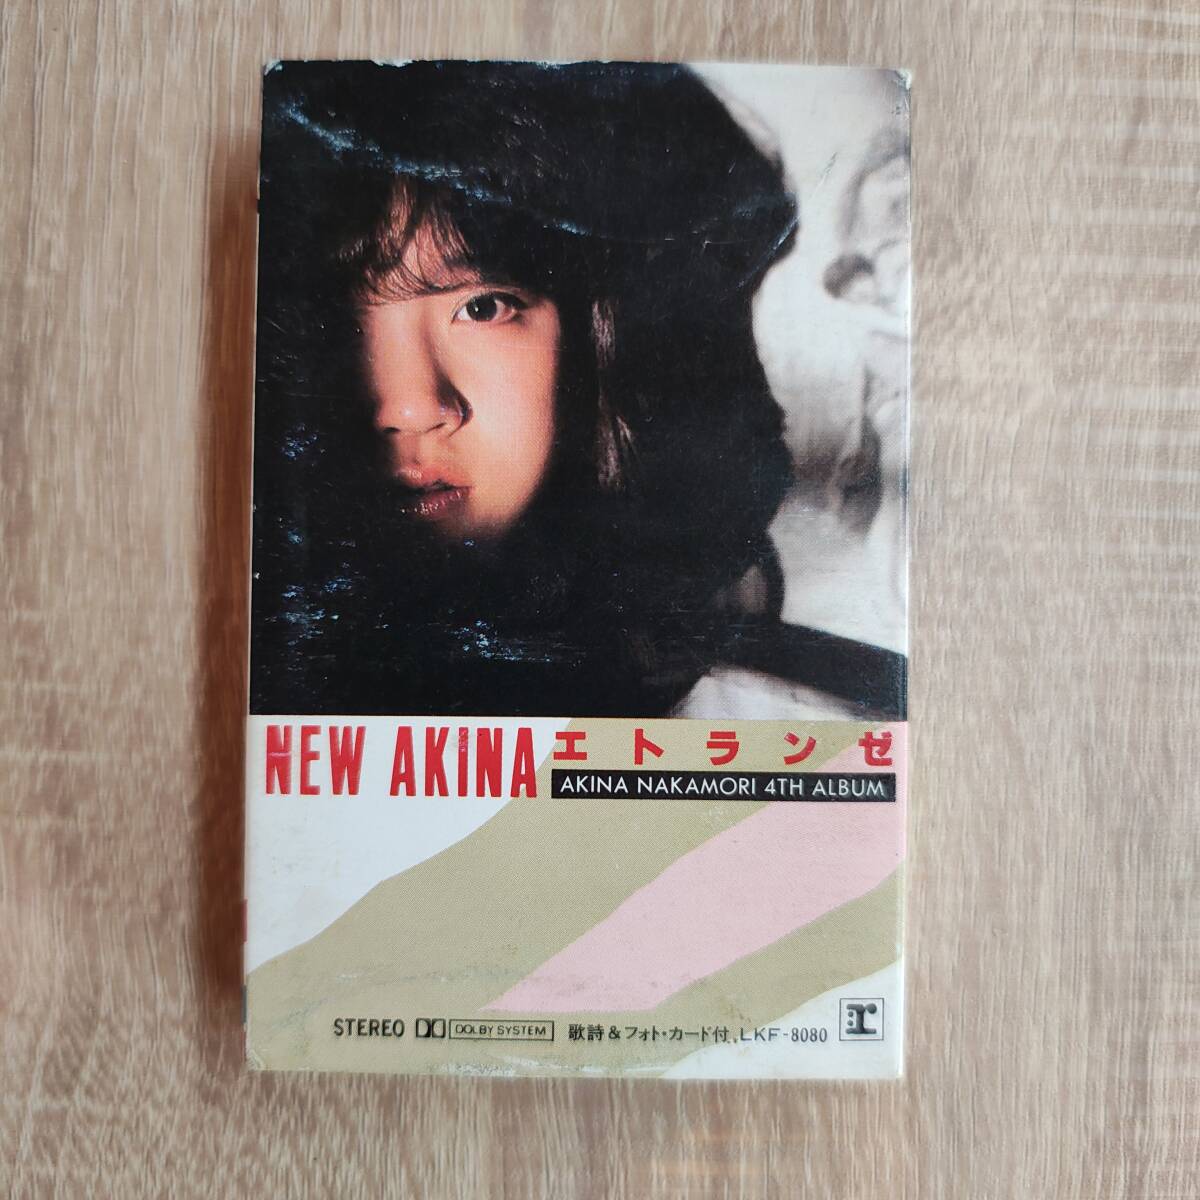 NEW AKINA エトランゼ
AKINA NAKAMORI 4TH ALBUM
STEREO DOLBY SYSTEM 歌詩&フォト・カード付 LKF-8080 r